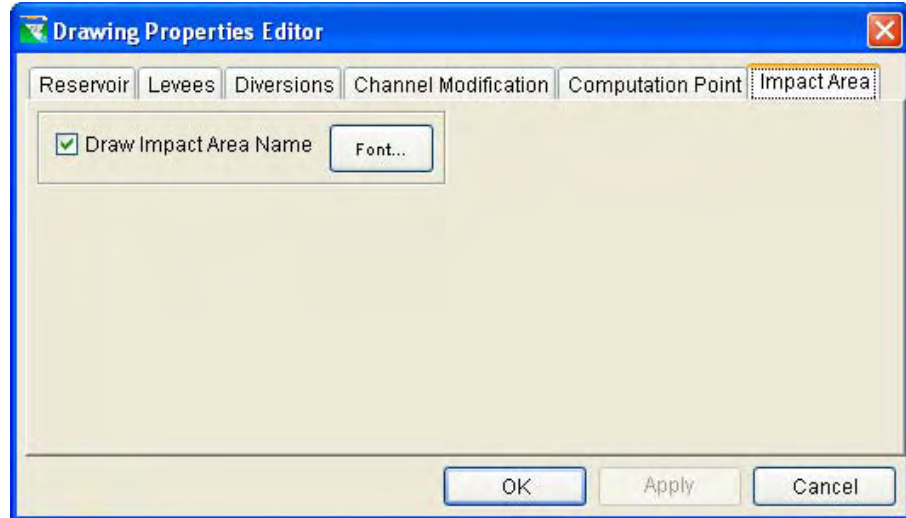 Drawing Properties Editor
Reservoir Levees Diversions Channel Modification Computation Point Impact Area
Draw Impact Area Name Font...
OK Apply Cancel